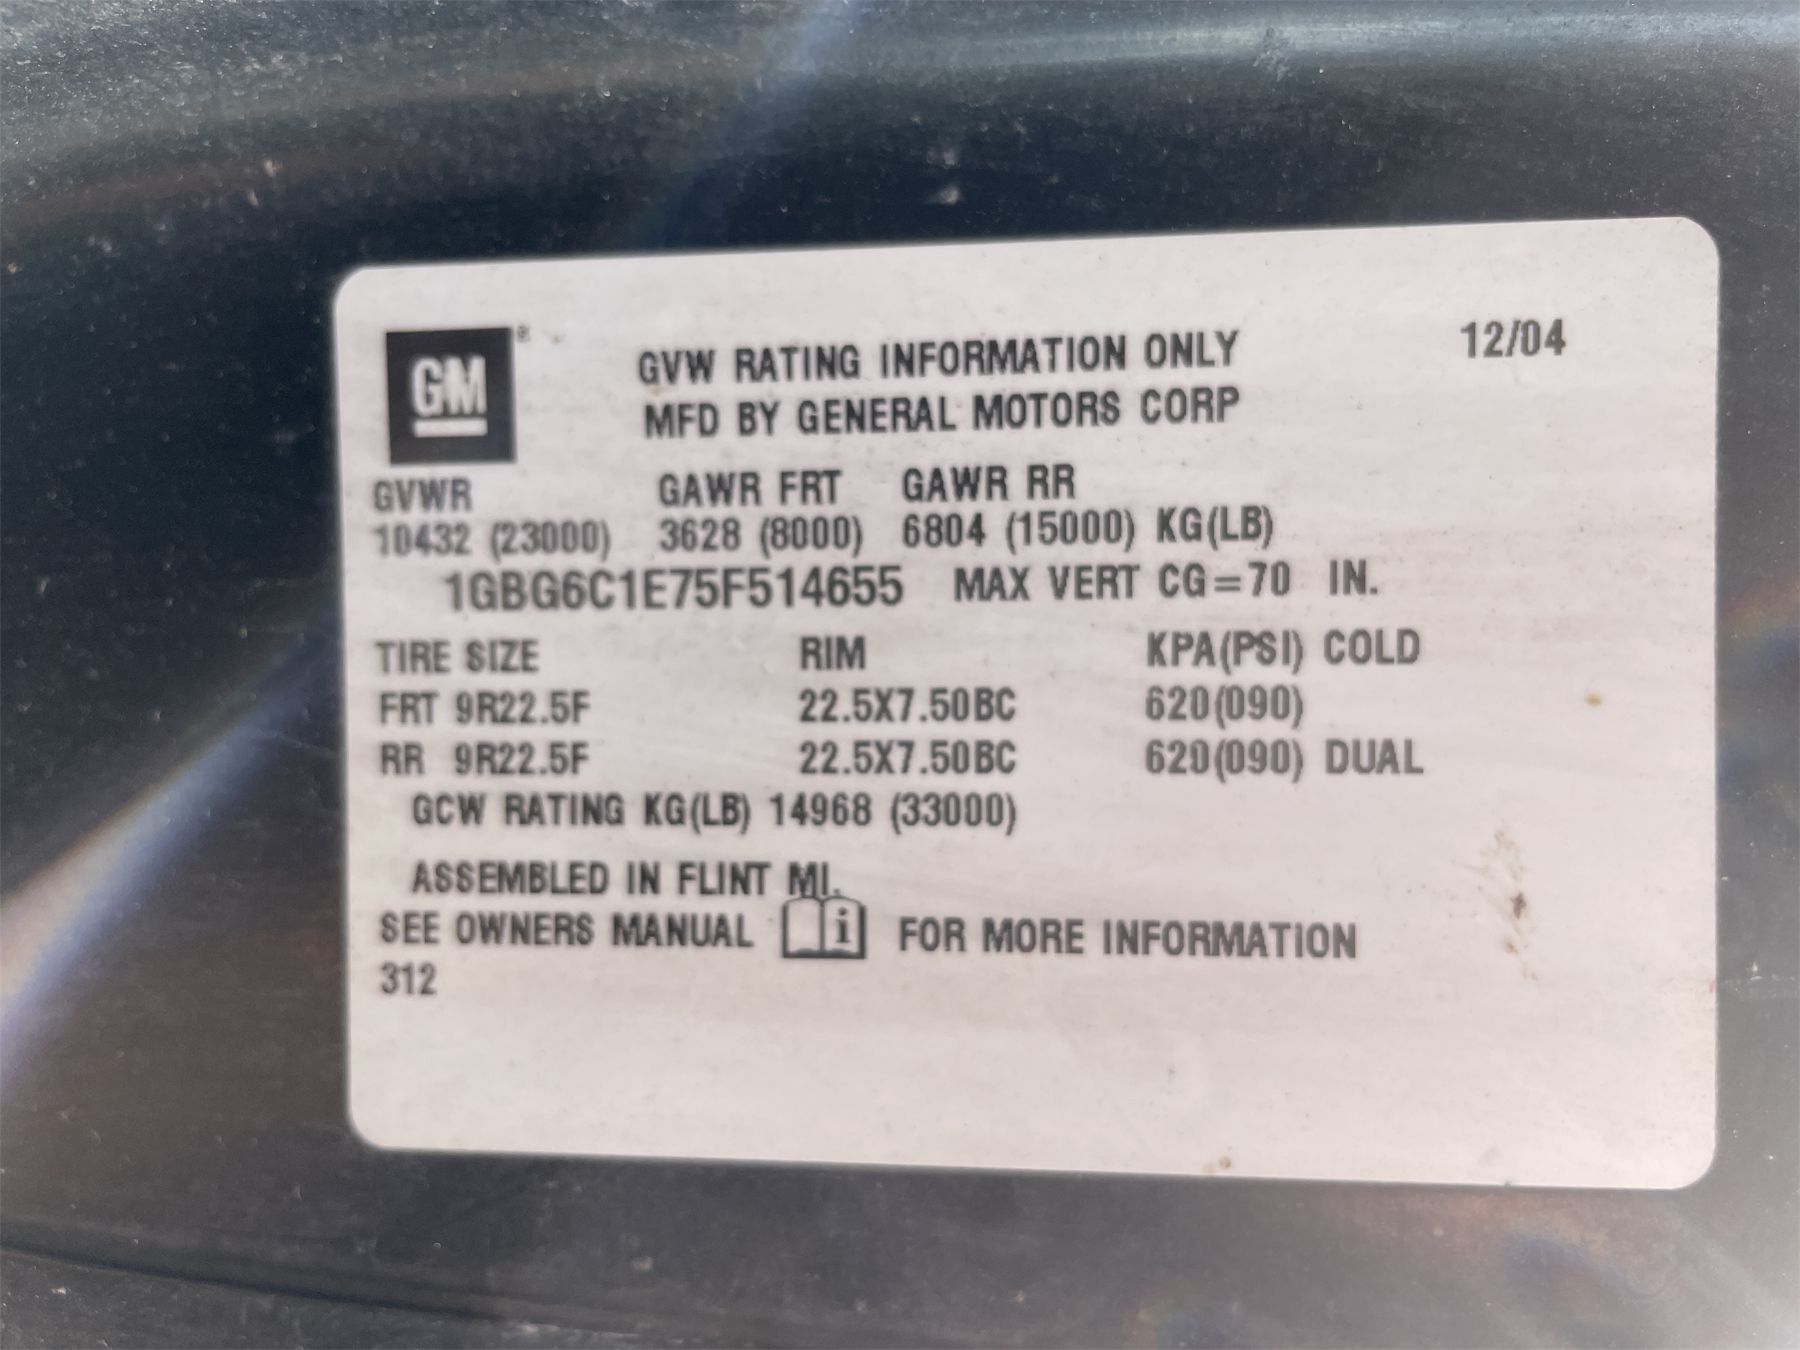 GM®
GVW RATING INFORMATION ONLY 12/04
MFD BY GENERAL MOTORS CORP
GVWR GAWR FRT GAWR RR
10432 (23000) 3628 (8000) 6804 (15000) KG(LB)
1GBG6C1E75F514655 MAX VERT CG=70 IN.
TIRE SIZE RIM KPA(PSI) COLD
FRT 9R22.5F 22.5X7.50BC 620(090)
RR 9R22.5F 22.5X7.50BC 620(090) DUAL
GCW RATING KG(LB) 14968 (33000)
ASSEMBLED IN FLINT MI.
SEE OWNERS MANUAL i FOR MORE INFORMATION
312